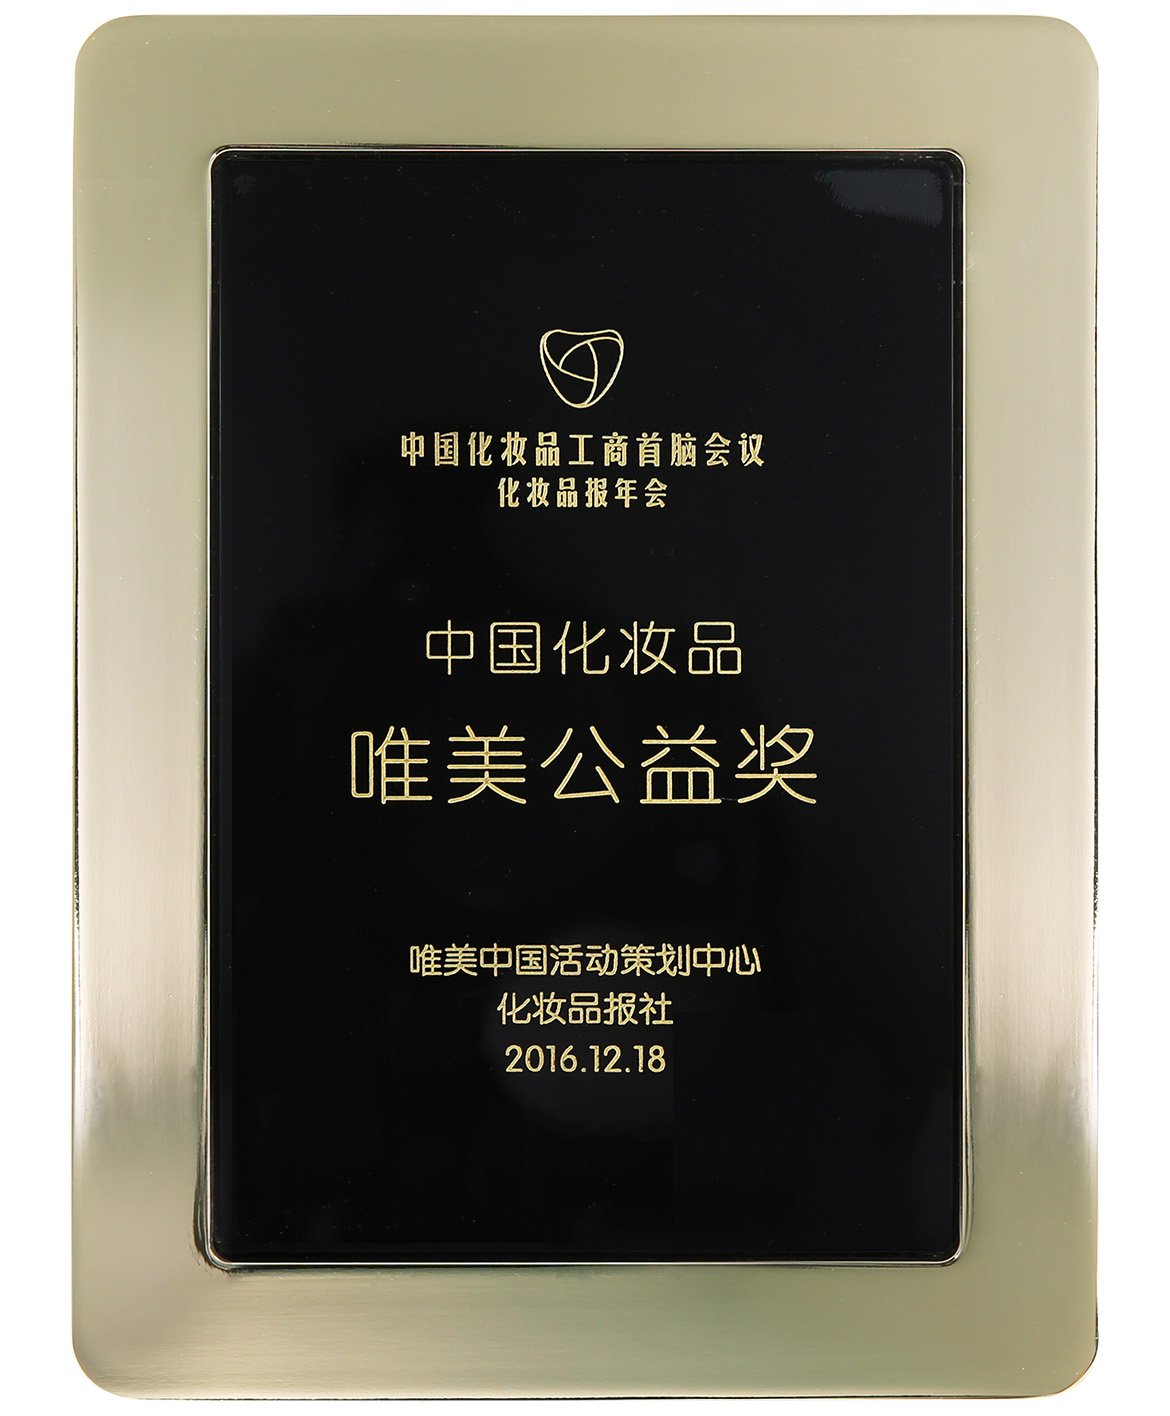 中国化妆品工商首脑会议
化妆品报年会
中国化妆品
唯美公益奖
唯美中国活动策划中心
化妆品报社
2016.12.18